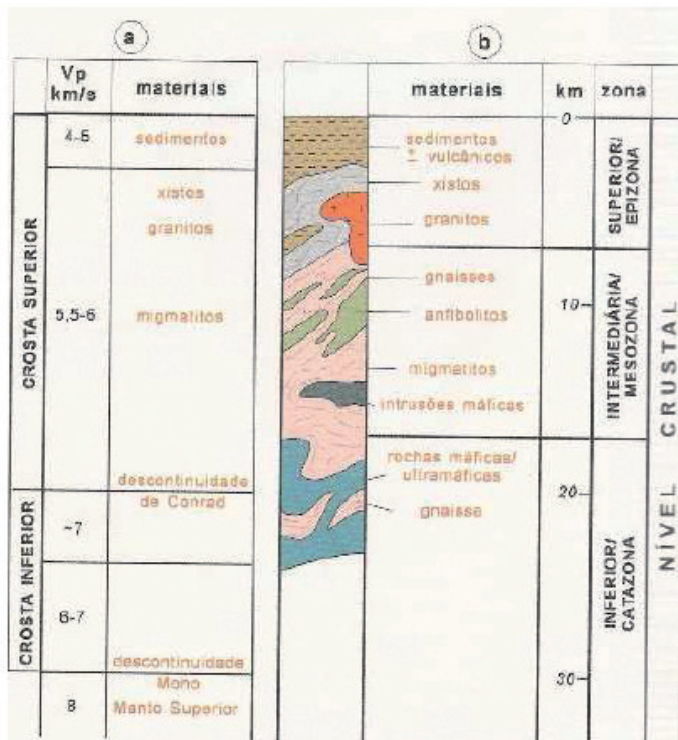 a
b
Vp
km/s
materiais
materiais
km
zona
CROSTA SUPERIOR
4-5
sedimentos
xistos
granitos
5,5-6
migmatitos
descontinuidade
de Conrad
CROSTA INFERIOR
~7
6-7
descontinuidade
Mono
8
Manto Superior
sedimentos
± vulcânicos
xistos
granitos
gnaisses
anfibolitos
migmatitos
intrusões máficas
rochas máficas/
ultramáficas
gnaisse
0
10
20
30
SUPERIOR/
EPIZONA
INTERMEDIÁRIA/
MESOZONA
INFERIOR/
CATAZONA
NÍVEL CRUSTAL